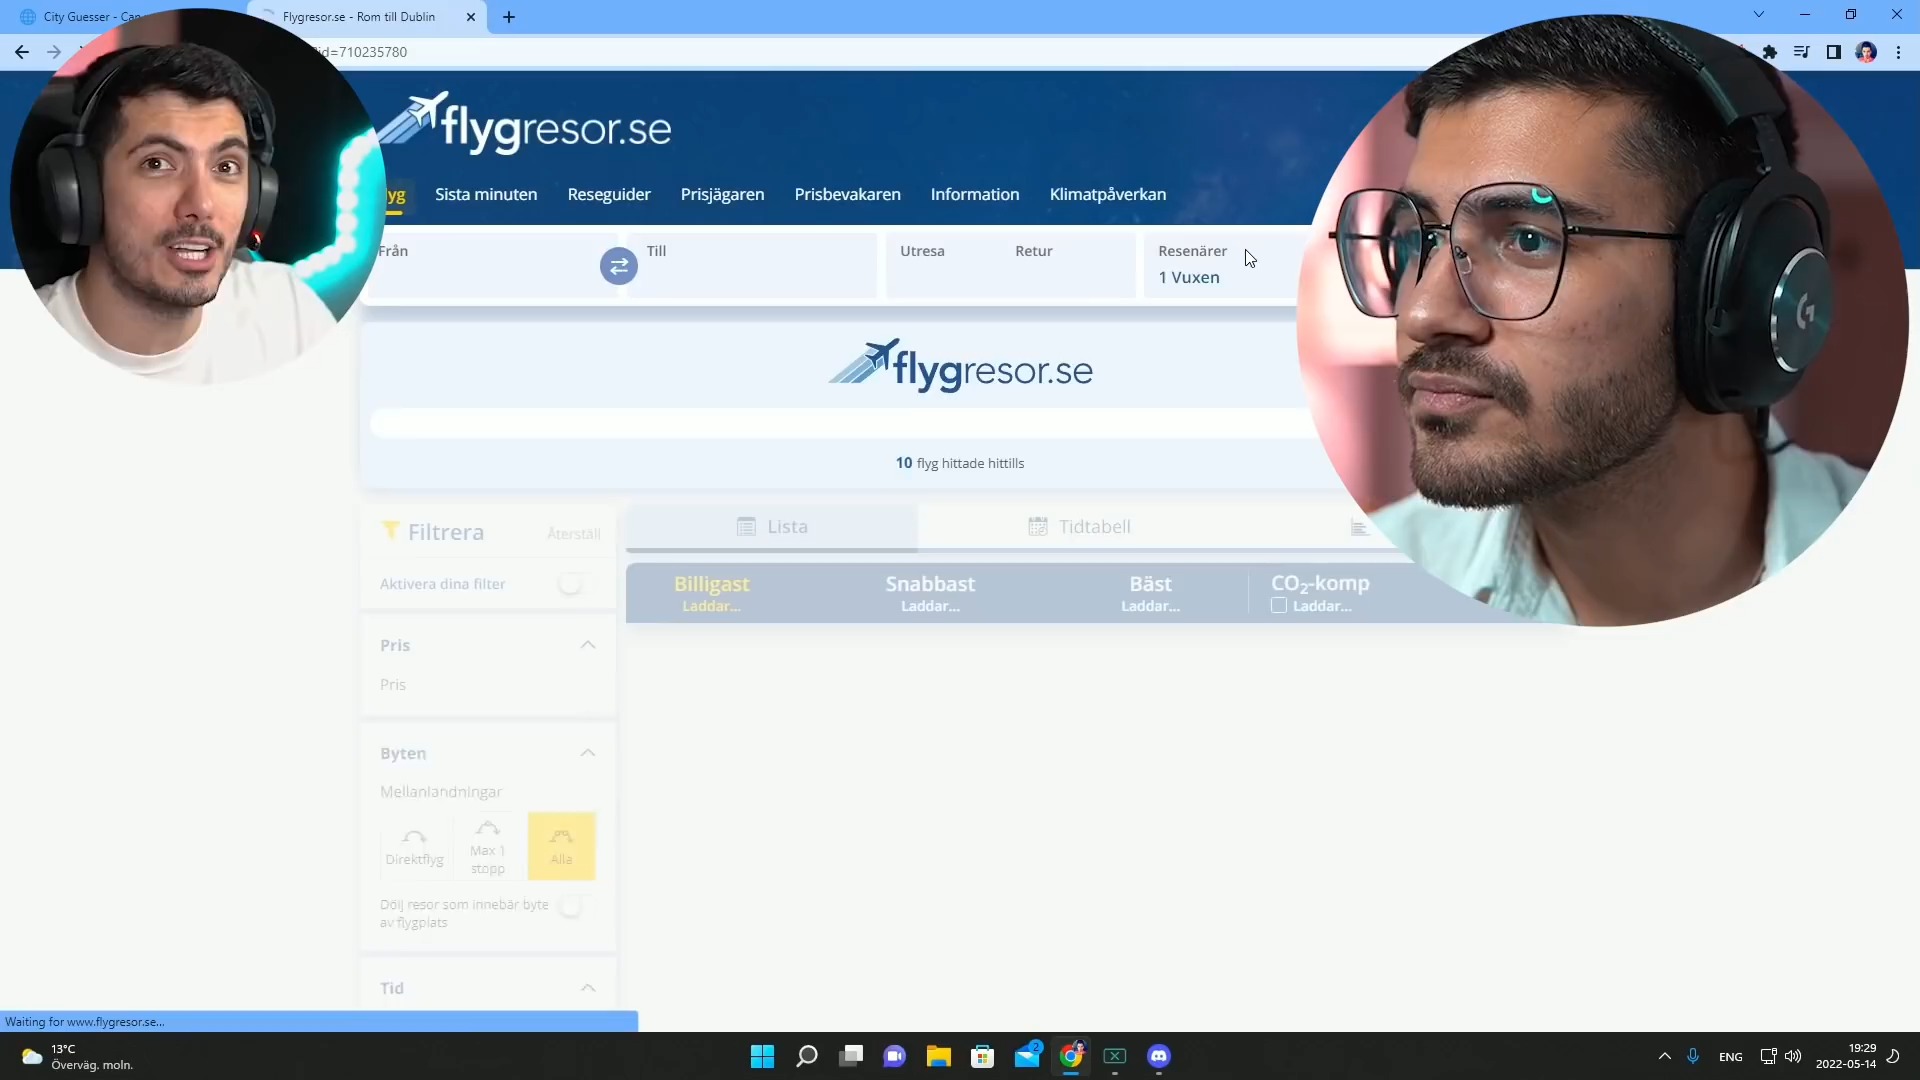 City Guesser - Can
Flygresor.se - Rom till Dublin
id=710235780
flygresor.se
yg
Sista minuten
Reseguider
Prisjägaren
Prisbevakaren
Information
Klimatpåverkan
Från
Till
Utresa
Retur
Resenärer
1 Vuxen
flygresor.se
10 flyg hittade hittills
Filtrera
Återställ
Lista
Tidtabell
Aktivera dina filter
Billigast
Laddar...
Snabbast
Laddar...
Bäst
Laddar...
CO₂-komp
Laddar...
Pris
Pris
Byten
Mellanlandningar
Direktflyg
Max 1
stopp
Alla
Dölj resor som innebär byte
av flygplats
Tid
Waiting for www.flygresor.se...
13°C
Överväg. moln.
2
ENG
19:29
2022-05-14